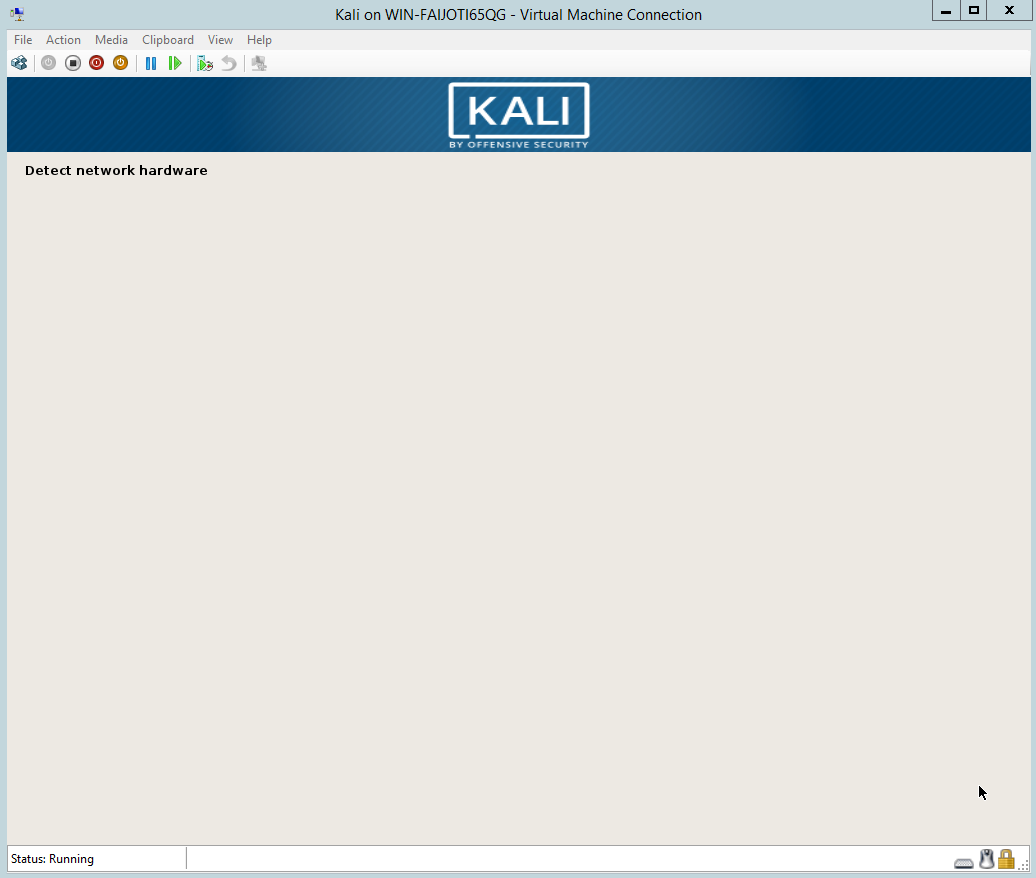 Kali on WIN-FAIJOTI65QG - Virtual Machine Connection
File Action Media Clipboard View Help
KALI
BY OFFENSIVE SECURITY
Detect network hardware
Status: Running